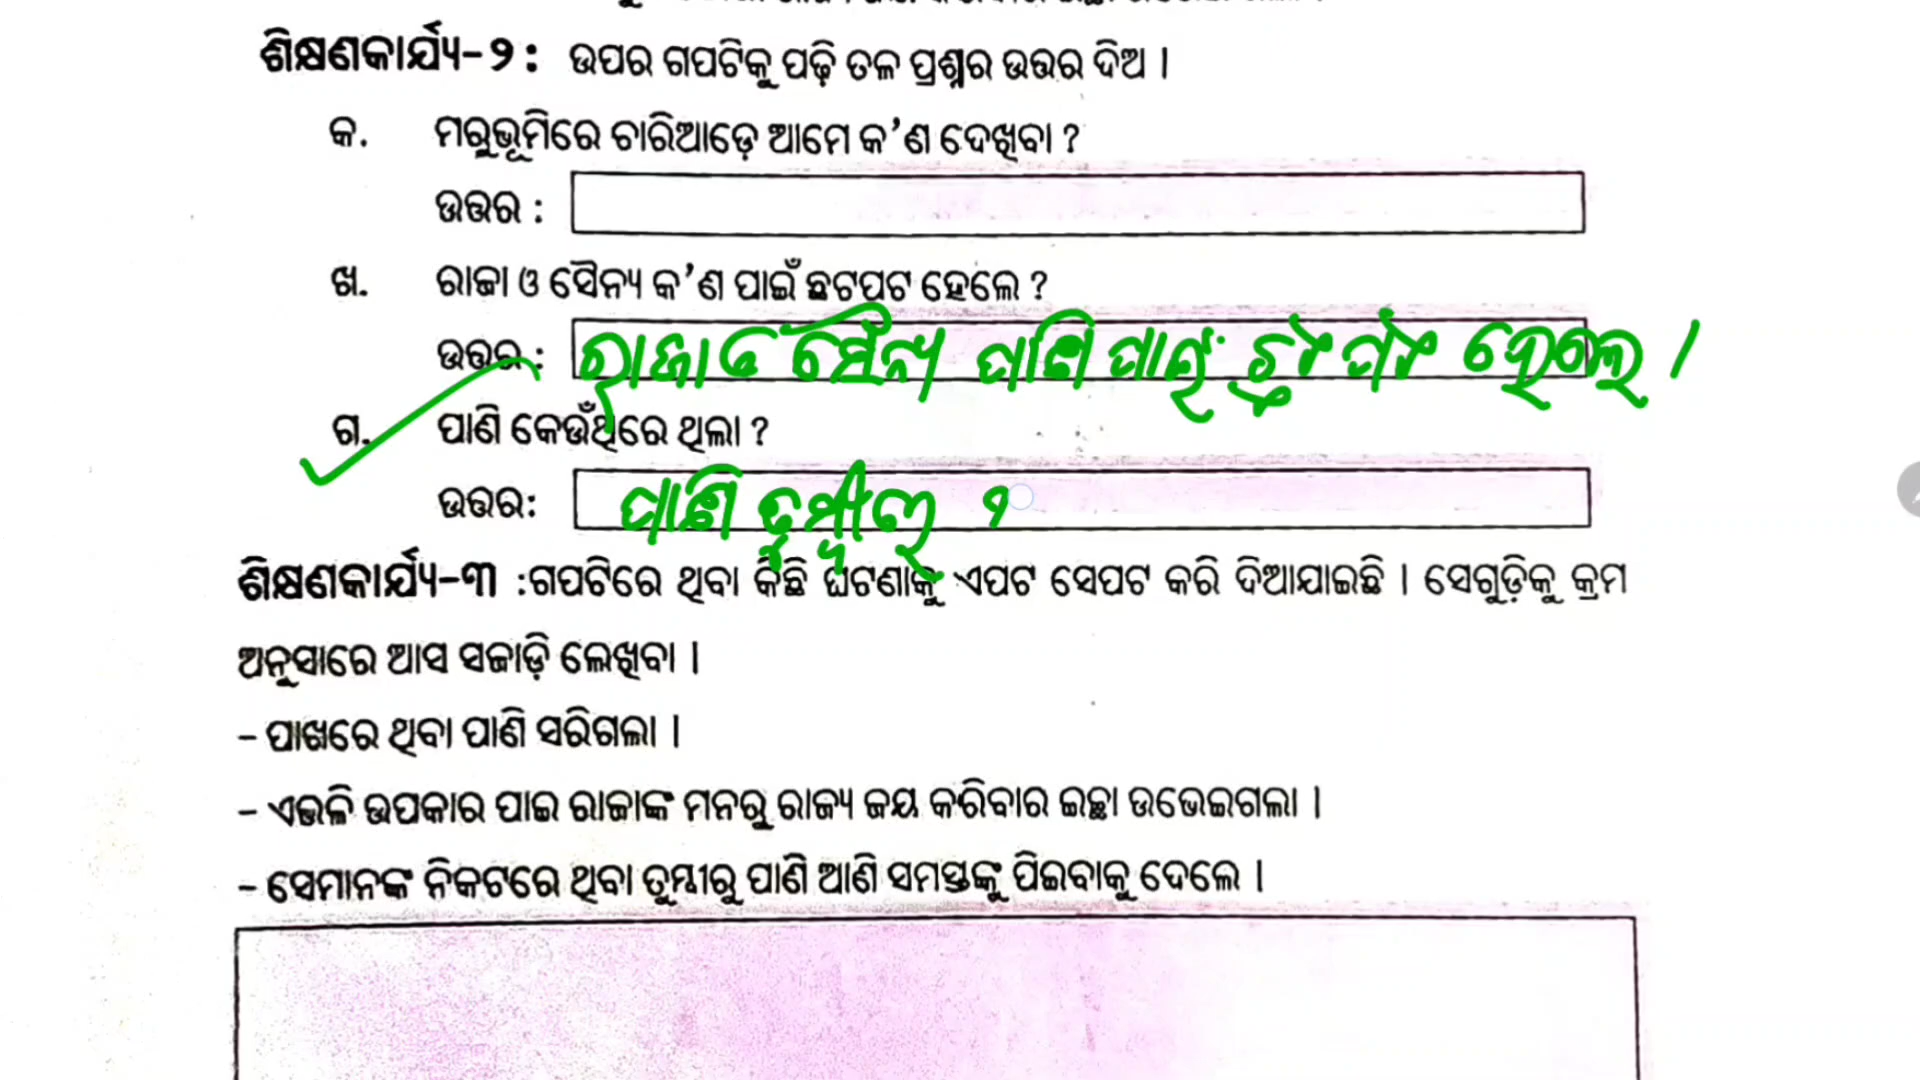 ଶିକ୍ଷଣକାର୍ଯ୍ୟ-୨ : ଉପର ଗପଟିକୁ ପଢ଼ି ତଳ ପ୍ରଶ୍ନର ଉତ୍ତର ଦିଅ ।
କ. ମରୁଭୂମିରେ ଚାରିଆଡ଼େ ଆମେ କ'ଣ ଦେଖିବା ?
ଉତ୍ତର :
ଖ. ରାଜା ଓ ସୈନ୍ୟ କ'ଣ ପାଇଁ ଛଟପଟ ହେଲେ ?
ଉତ୍ତର : ରାଜା ଓ ସୈନ୍ୟ ପାଣି ପାଇଁ ଛଟପଟ ହେଲେ ।
ଗ. ପାଣି କେଉଁଥିରେ ଥିଲା ?
ଉତ୍ତର: ପାଣି ତୁମ୍ବୀରେ
ଶିକ୍ଷଣକାର୍ଯ୍ୟ-୩ :ଗପଟିରେ ଥିବା କିଛି ଘଟଣାକୁ ଏପଟ ସେପଟ କରି ଦିଆଯାଇଛି । ସେଗୁଡ଼ିକୁ କ୍ରମ
ଅନୁସାରେ ଆସ ସଜାଡ଼ି ଲେଖିବା ।
– ପାଖରେ ଥିବା ପାଣି ସରିଗଲା ।
– ଏଭଳି ଉପକାର ପାଇ ରାଜାଙ୍କ ମନରୁ ରାଜ୍ୟ ଜୟ କରିବାର ଇଚ୍ଛା ଉଭେଇଗଲା ।
– ସେମାନଙ୍କ ନିକଟରେ ଥିବା ତୁମ୍ଭୀରୁ ପାଣି ଆଣି ସମସ୍ତଙ୍କୁ ପିଇବାକୁ ଦେଲେ ।